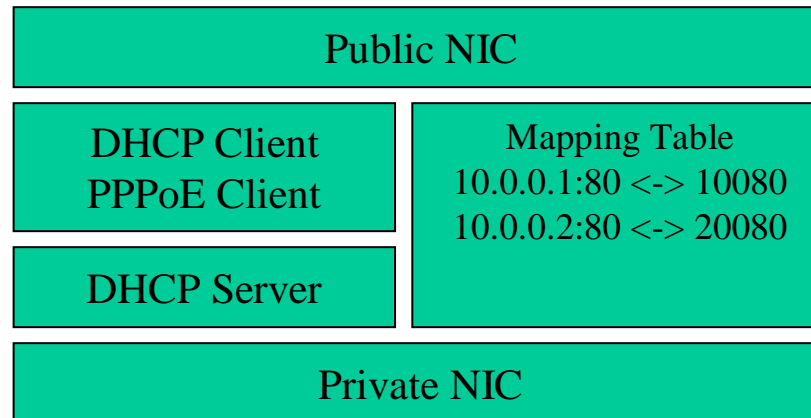 Public NIC
DHCP Client
PPPoE Client
Mapping Table
10.0.0.1:80 <-> 10080
10.0.0.2:80 <-> 20080
DHCP Server
Private NIC